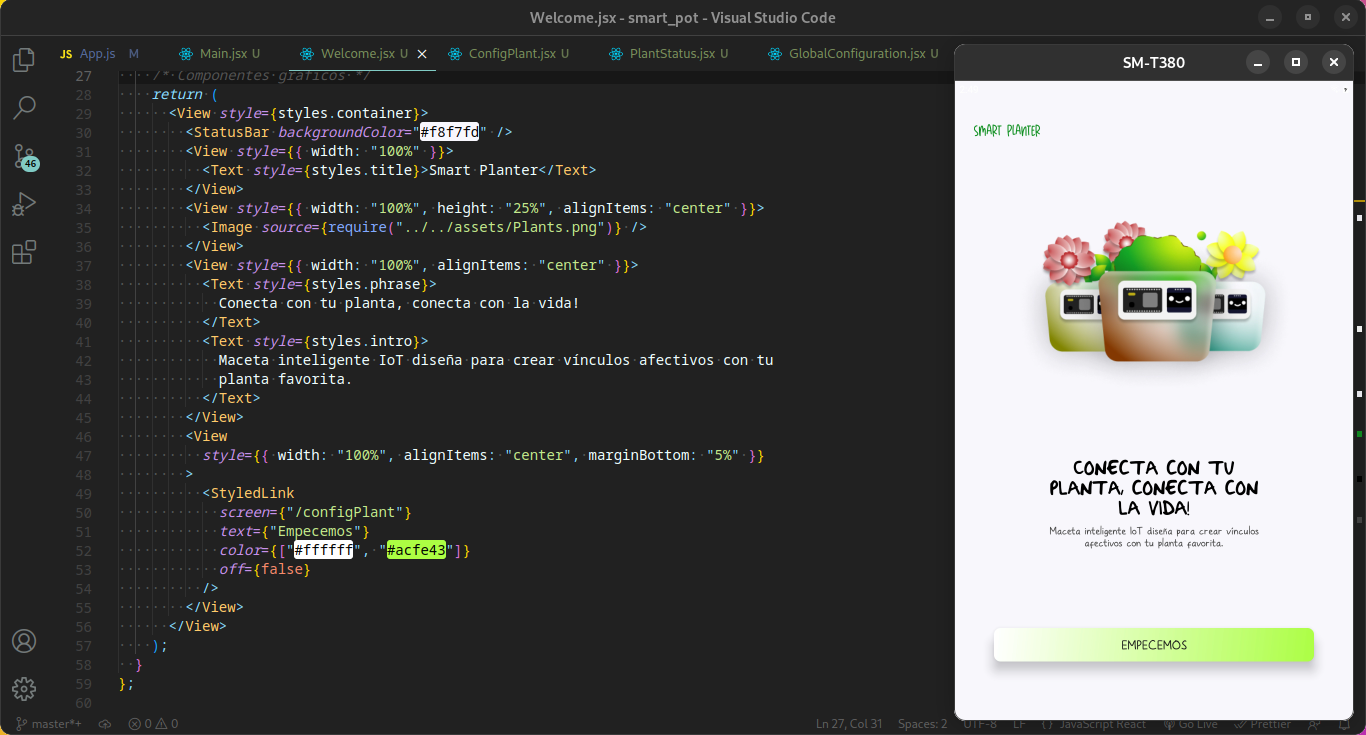 Welcome.jsx - smart_pot - Visual Studio Code
JS App.js M
Main.jsx U
Welcome.jsx U
ConfigPlant.jsx U
PlantStatus.jsx U
GlobalConfiguration.jsx U
27 /* Componentes graficos */
28 return (
29 <View style={styles.container}>
30 <StatusBar backgroundColor="#f8f7fd" />
31 <View style={{ width: "100%" }}>
32 <Text style={styles.title}>Smart Planter</Text>
33 </View>
34 <View style={{ width: "100%", height: "25%", alignItems: "center" }}>
35 <Image source={require("../../assets/Plants.png")} />
36 </View>
37 <View style={{ width: "100%", alignItems: "center" }}>
38 <Text style={styles.phrase}>
39 Conecta con tu planta, conecta con la vida!
40 </Text>
41 <Text style={styles.intro}>
42 Maceta inteligente IoT diseña para crear vínculos afectivos con tu
43 planta favorita.
44 </Text>
45 </View>
46 <View
47 style={{ width: "100%", alignItems: "center", marginBottom: "5%" }}
48 >
49 <StyledLink
50 screen={"/configPlant"}
51 text={"Empecemos"}
52 color={["#ffffff", "#acfe43"]}
53 off={false}
54 />
55 </View>
56 </View>
57 );
58 }
59 };
60
46
master*+
0 0
Ln 27, Col 31
Spaces: 2
UTF-8
LF
{} JavaScript React
Go Live
Prettier
SM-T380
SMART PLANTER
CONECTA CON TU
PLANTA, CONECTA CON
LA VIDA!
Maceta inteligente IoT diseña para crear vínculos
afectivos con tu planta favorita.
EMPECEMOS